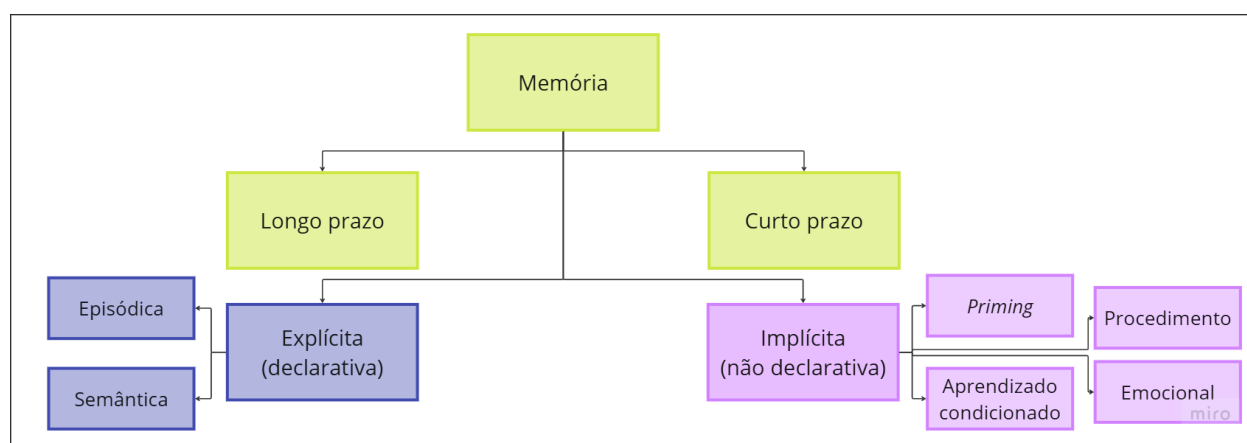 Memória
Longo prazo
Curto prazo
Episódica
Semântica
Explícita
(declarativa)
Implícita
(não declarativa)
Priming
Procedimento
Aprendizado
condicionado
Emocional
miro